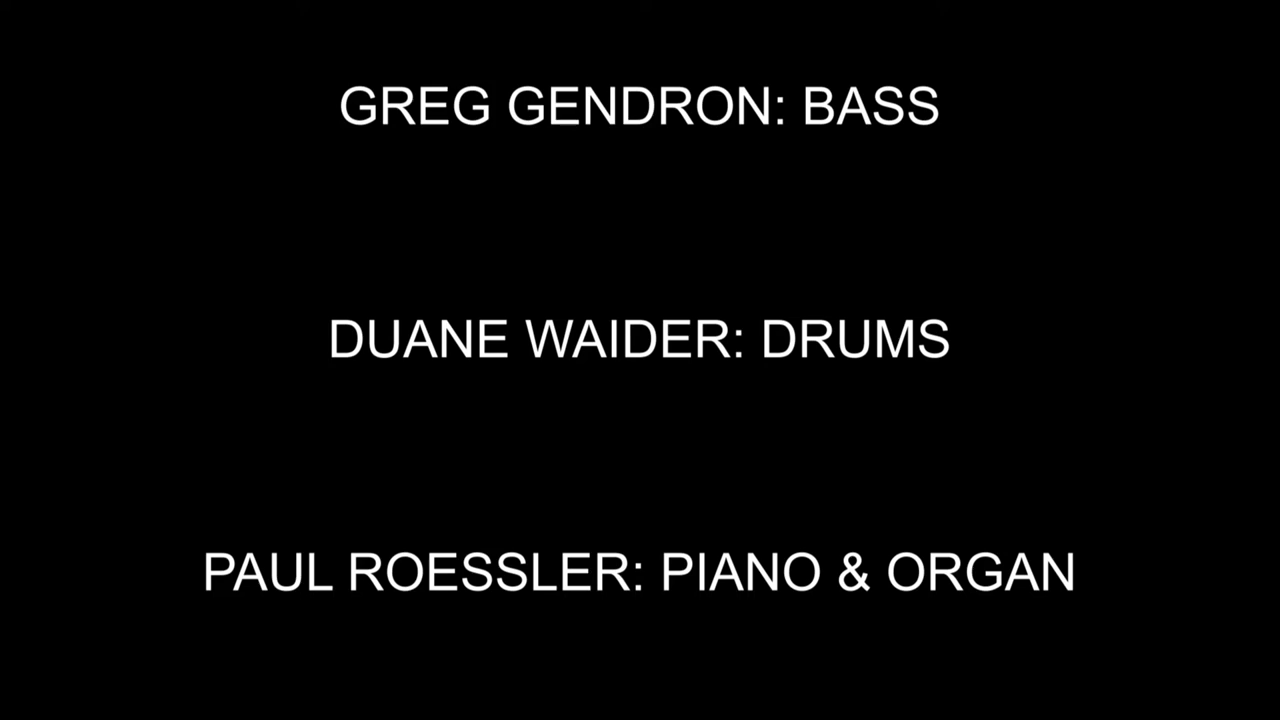 GREG GENDRON: BASS
DUANE WAIDER: DRUMS
PAUL ROESSLER: PIANO & ORGAN